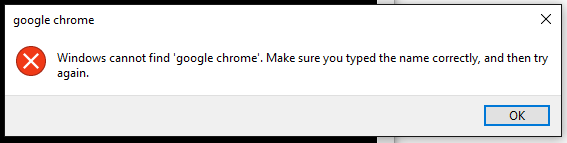 google chrome
Windows cannot find 'google chrome'. Make sure you typed the name correctly, and then try
again.
OK